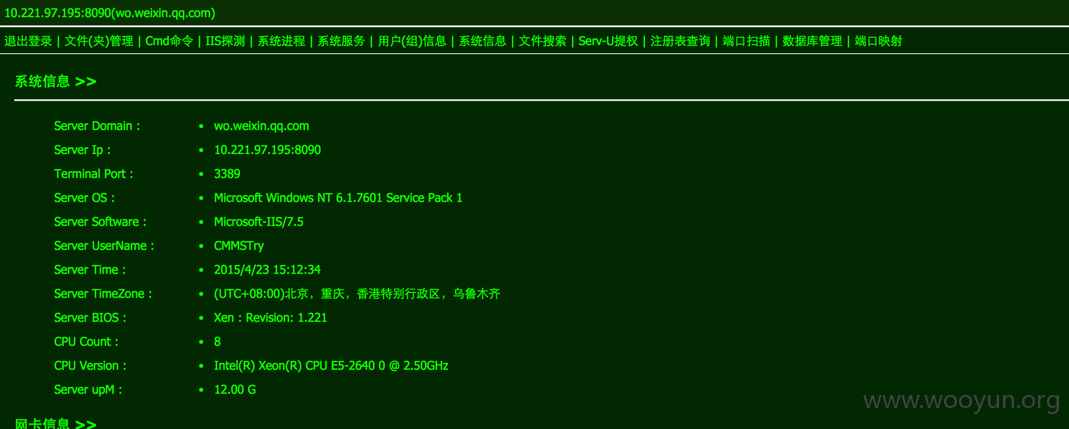 10.221.97.195:8090(wo.weixin.qq.com)
退出登录 | 文件(夹)管理 | Cmd命令 | IIS探测 | 系统进程 | 系统服务 | 用户(组)信息 | 系统信息 | 文件搜索 | Serv-U提权 | 注册表查询 | 端口扫描 | 数据库管理 | 端口映射
系统信息 >>
Server Domain : • wo.weixin.qq.com
Server Ip : • 10.221.97.195:8090
Terminal Port : • 3389
Server OS : • Microsoft Windows NT 6.1.7601 Service Pack 1
Server Software : • Microsoft-IIS/7.5
Server UserName : • CMMSTry
Server Time : • 2015/4/23 15:12:34
Server TimeZone : • (UTC+08:00)北京，重庆，香港特别行政区，乌鲁木齐
Server BIOS : • Xen : Revision: 1.221
CPU Count : • 8
CPU Version : • Intel(R) Xeon(R) CPU E5-2640 0 @ 2.50GHz
Server upM : • 12.00 G
www.wooyun.org
网卡信息 >>